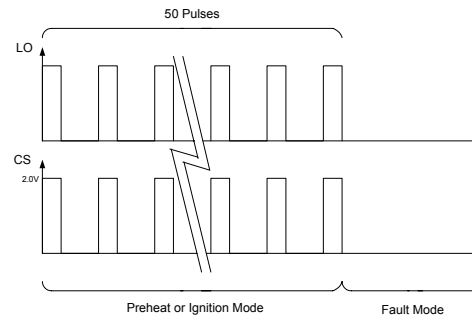 50 Pulses
LO
CS
2.0V
Preheat or Ignition Mode
Fault Mode